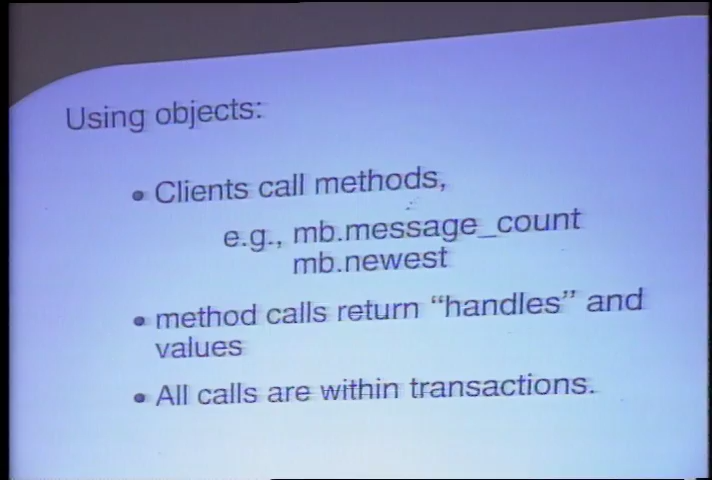 Using objects:
• Clients call methods,
e.g., mb.message_count
mb.newest
• method calls return “handles” and
values
• All calls are within transactions.